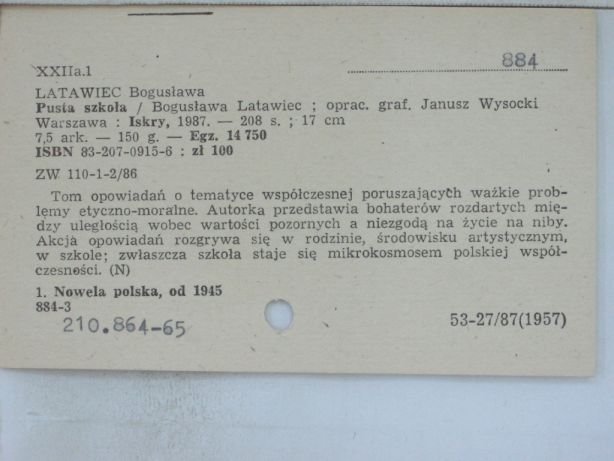 884
XXIIa.1
LATAWIEC Bogusława
Pusta szkoła / Bogusława Latawiec ; oprac. graf. Janusz Wysocki
Warszawa : Iskry, 1987. — 208 s. ; 17 cm
7,5 ark. — 150 g. — Egz. 14 750
ISBN 83-207-0915-6 : zł 100
ZW 110-1-2/86
Tom opowiadań o tematyce współczesnej poruszających ważkie prob-
lemy etyczno-moralne. Autorka przedstawia bohaterów rozdartych mię-
dzy uległością wobec wartości pozornych a niezgodą na życie na niby.
Akcja opowiadań rozgrywa się w rodzinie, środowisku artystycznym,
w szkole; zwłaszcza szkoła staje się mikrokosmosem polskiej współ-
czesności. (N)
1. Nowela polska, od 1945
884-3
210.864-65
53-27/87(1957)